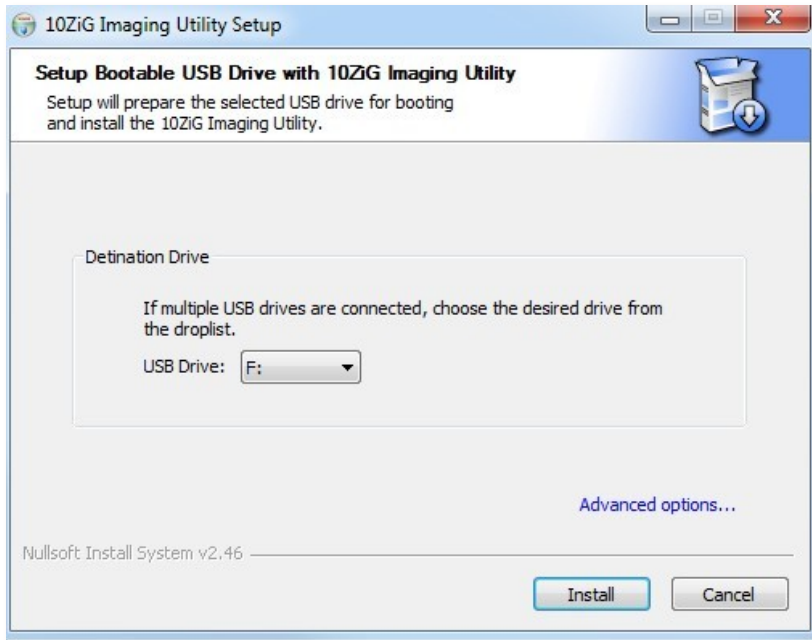 10ZiG Imaging Utility Setup
Setup Bootable USB Drive with 10ZiG Imaging Utility
Setup will prepare the selected USB drive for booting
and install the 10ZiG Imaging Utility.
Detination Drive
If multiple USB drives are connected, choose the desired drive from
the droplist.
USB Drive: F:
Advanced options...
Nullsoft Install System v2.46
Install Cancel